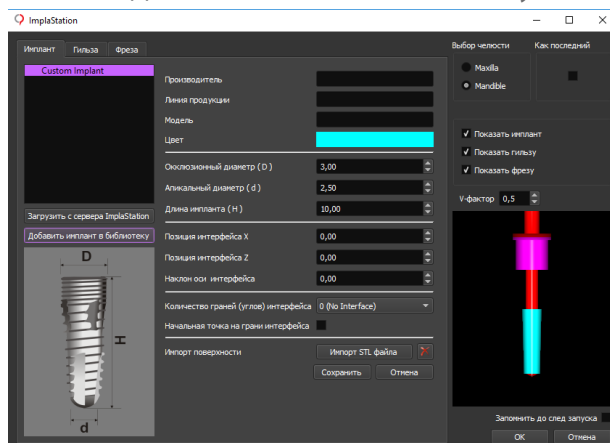 ImplaStation
Имплант Гильза Фреза
Custom Implant
Загрузить с сервера ImplaStation
Добавить имплант в библиотеку
D
H
d
Производитель
Линия продукции
Модель
Цвет
Окклюзионный диаметр ( D ) 3,00
Апикальный диаметр ( d ) 2,50
Длина импланта ( H ) 10,00
Позиция интерфейса X 0,00
Позиция интерфейса Z 0,00
Наклон оси интерфейса 0,00
Количество граней (углов) интерфейса 0 (No Interface)
Начальная точка на грани интерфейса
Импорт поверхности Импорт STL файла
Сохранить Отмена
Выбор челюсти Как последний
Maxilla
Mandible
Показать имплант
Показать гильзу
Показать фрезу
V-фактор 0,5
Запомнить до след запуска
OK Отмена